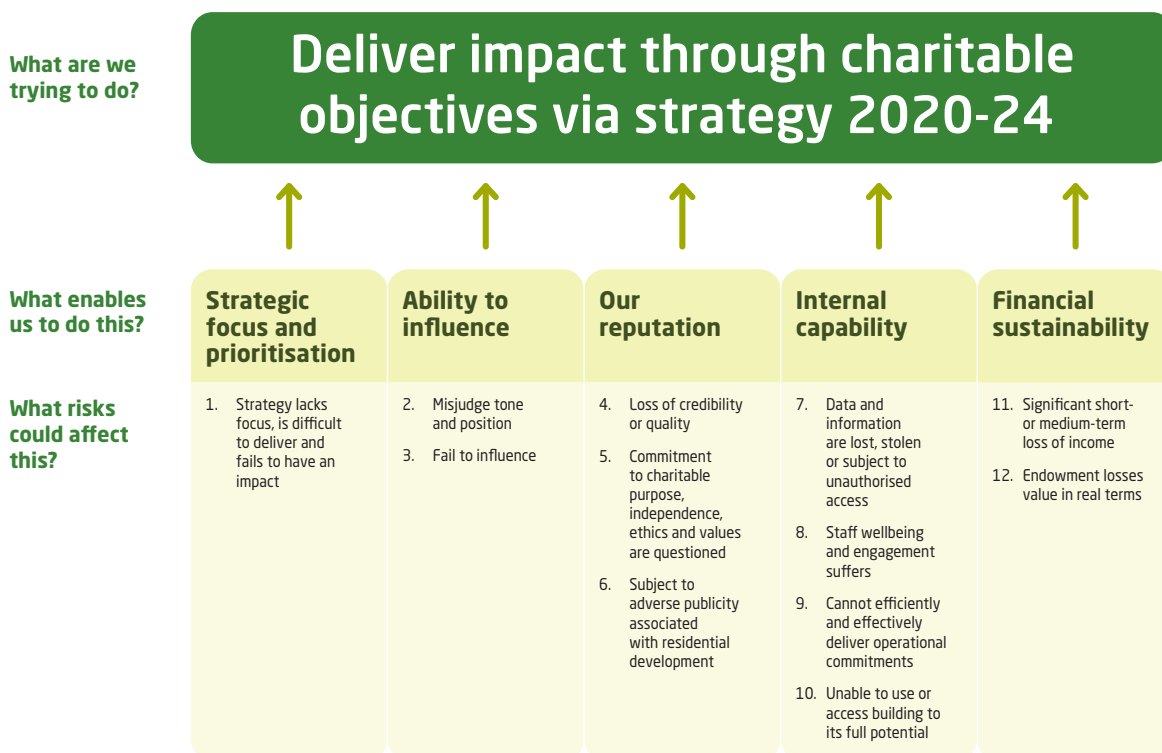 What are we
trying to do?
Deliver impact through charitable
objectives via strategy 2020-24
What enables
us to do this?
Strategic
focus and
prioritisation
Ability to
influence
Our
reputation
Internal
capability
Financial
sustainability
What risks
could affect
this?
1. Strategy lacks
focus, is difficult
to deliver and
fails to have an
impact
2. Misjudge tone
and position
3. Fail to influence
4. Loss of credibility
or quality
5. Commitment
to charitable
purpose,
independence,
ethics and values
are questioned
6. Subject to
adverse publicity
associated
with residential
development
7. Data and
information
are lost, stolen
or subject to
unauthorised
access
8. Staff wellbeing
and engagement
suffers
9. Cannot efficiently
and effectively
deliver operational
commitments
10. Unable to use or
access building to
its full potential
11. Significant short-
or medium-term
loss of income
12. Endowment losses
value in real terms